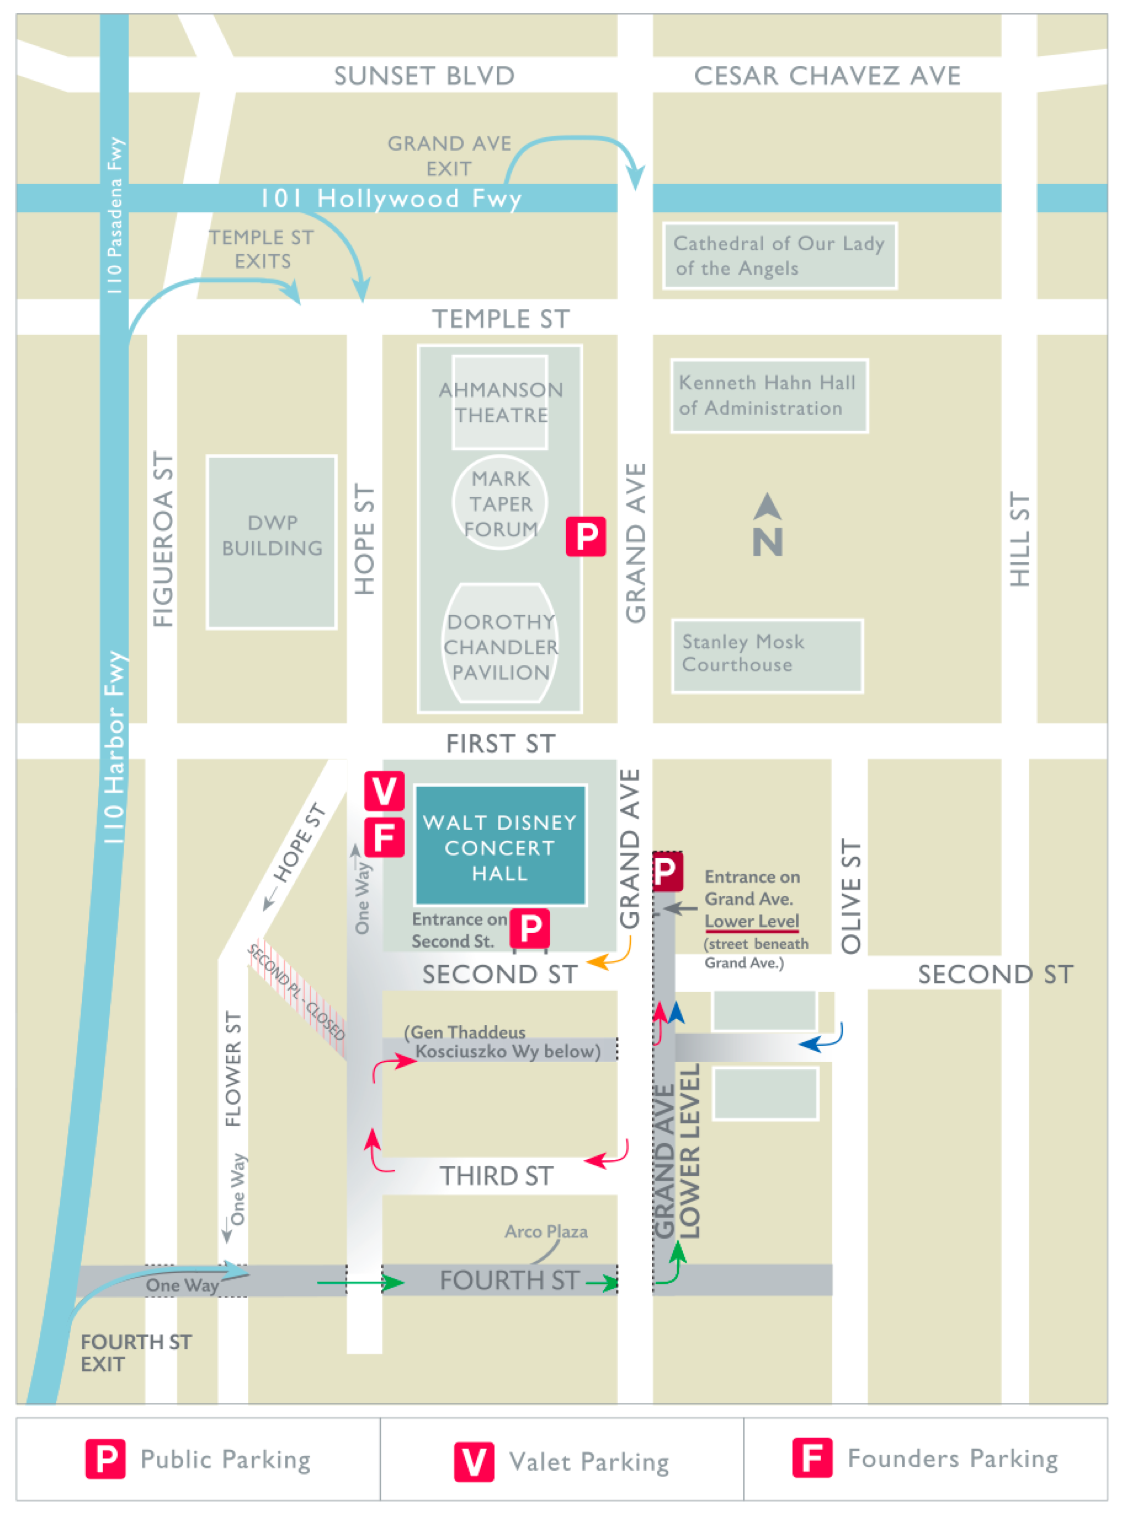 SUNSET BLVD
CESAR CHAVEZ AVE
GRAND AVE
EXIT
110 Pasadena Fwy
101 Hollywood Fwy
TEMPLE ST
EXITS
Cathedral of Our Lady
of the Angels
TEMPLE ST
AHMANSON
THEATRE
Kenneth Hahn Hall
of Administration
MARK
TAPER
FORUM
P
FIGUEROA ST
DWP
BUILDING
HOPE ST
GRAND AVE
N
HILL ST
DOROTHY
CHANDLER
PAVILION
Stanley Mosk
Courthouse
110 Harbor Fwy
FIRST ST
V
F
WALT DISNEY
CONCERT
HALL
GRAND AVE
HOPE ST
One Way
P
Entrance on
Grand Ave.
Lower Level
(street beneath
Grand Ave.)
OLIVE ST
Entrance on
Second St.
P
SECOND ST
SECOND ST
SECOND PL - CLOSED
(Gen Thaddeus
Kosciuszko Wy below)
FLOWER ST
One Way
GRAND AVE
LOWER LEVEL
THIRD ST
Arco Plaza
One Way
FOURTH ST
FOURTH ST
EXIT
P Public Parking
V Valet Parking
F Founders Parking